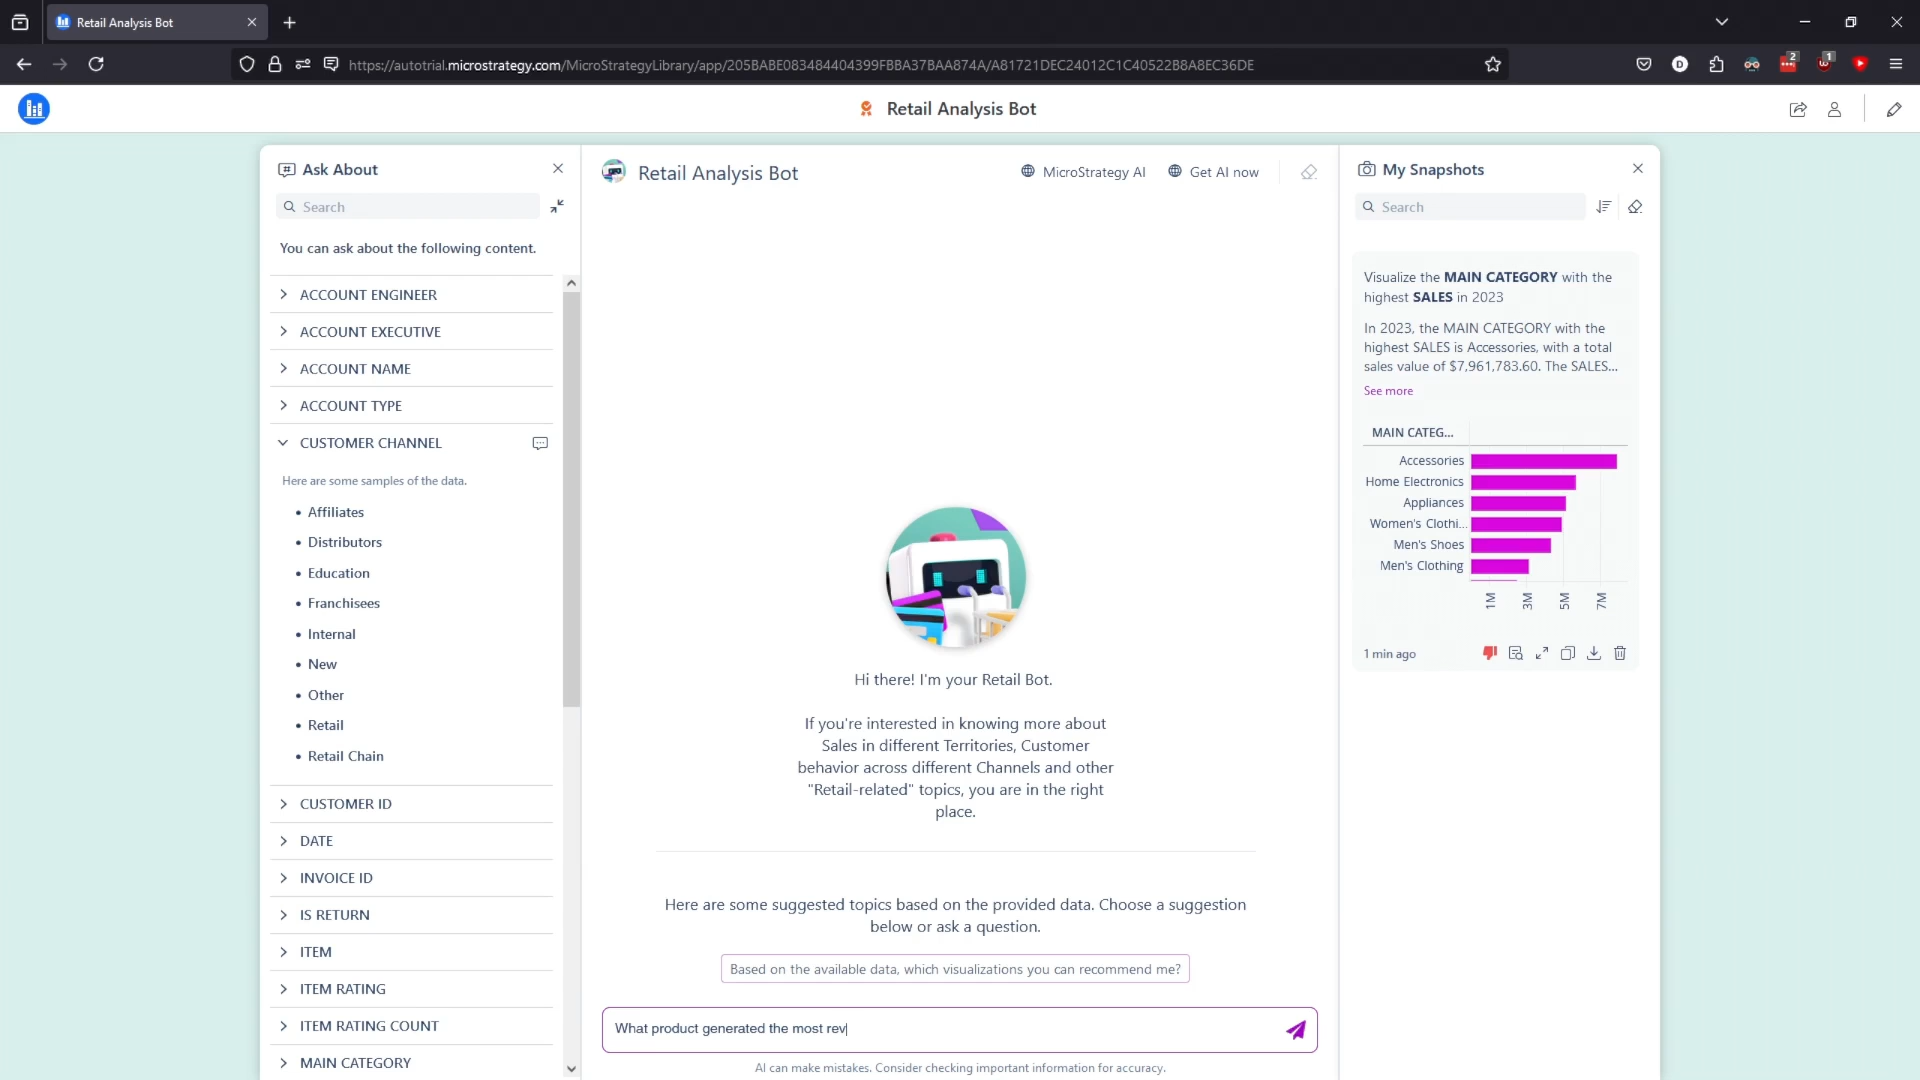 Retail Analysis Bot
https://autotrial.microstrategy.com/MicroStrategyLibrary/app/205BABE083484404399FBBA37BAA874A/A81721DEC24012C1C40522B8A8EC36DE
2
1
Retail Analysis Bot
Ask About
Search
You can ask about the following content.
ACCOUNT ENGINEER
ACCOUNT EXECUTIVE
ACCOUNT NAME
ACCOUNT TYPE
CUSTOMER CHANNEL
Here are some samples of the data.
• Affiliates
• Distributors
• Education
• Franchisees
• Internal
• New
• Other
• Retail
• Retail Chain
CUSTOMER ID
DATE
INVOICE ID
IS RETURN
ITEM
ITEM RATING
ITEM RATING COUNT
MAIN CATEGORY
Retail Analysis Bot
MicroStrategy AI
Get AI now
Hi there! I'm your Retail Bot.
If you're interested in knowing more about
Sales in different Territories, Customer
behavior across different Channels and other
"Retail-related" topics, you are in the right
place.
Here are some suggested topics based on the provided data. Choose a suggestion
below or ask a question.
Based on the available data, which visualizations you can recommend me?
What product generated the most rev
AI can make mistakes. Consider checking important information for accuracy.
My Snapshots
Search
Visualize the MAIN CATEGORY with the
highest SALES in 2023
In 2023, the MAIN CATEGORY with the
highest SALES is Accessories, with a total
sales value of $7,961,783.60. The SALES...
See more
MAIN CATEG...
Accessories
Home Electronics
Appliances
Women's Clothi...
Men's Shoes
Men's Clothing
1M 3M 5M 7M
1 min ago